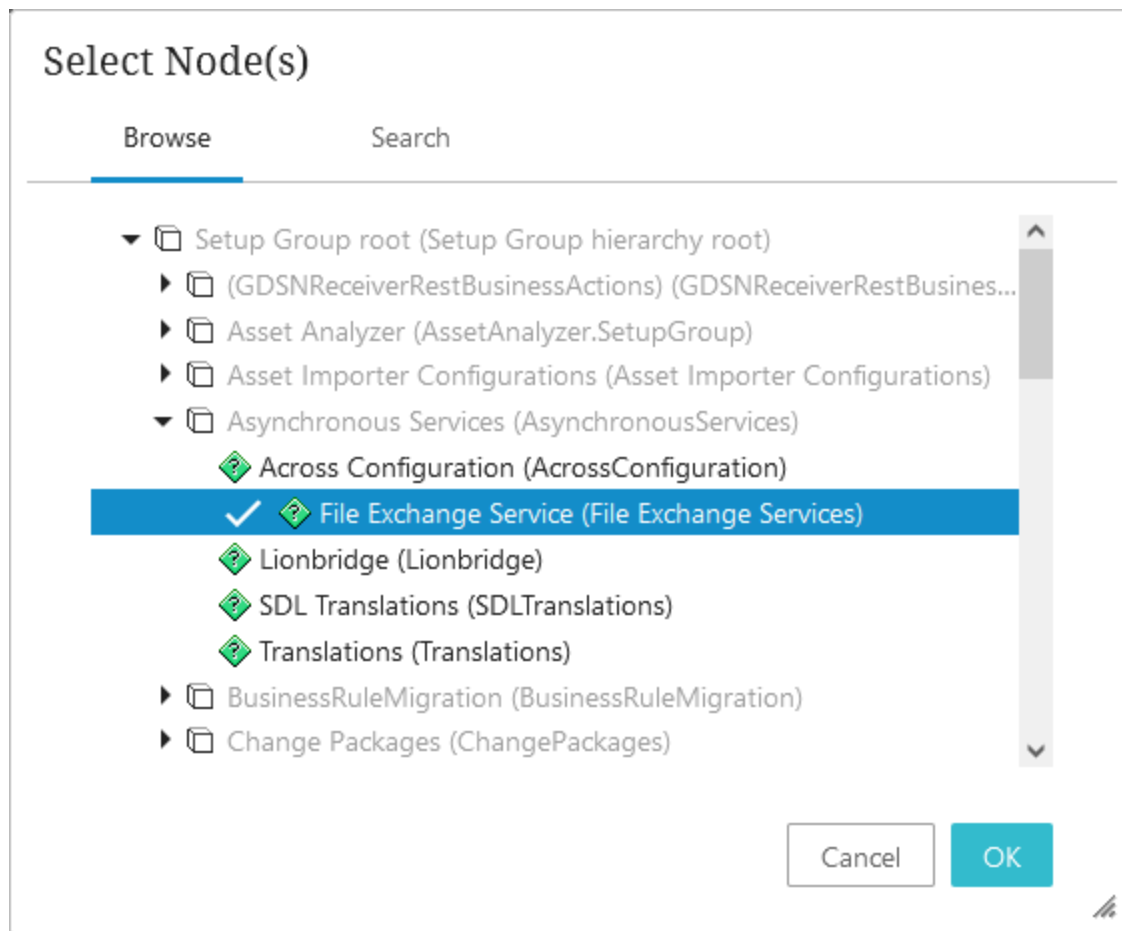 Select Node(s)
Browse
Search
Setup Group root (Setup Group hierarchy root)
(GDSNReceiverRestBusinessActions) (GDSNReceiverRestBusines...
Asset Analyzer (AssetAnalyzer.SetupGroup)
Asset Importer Configurations (Asset Importer Configurations)
Asynchronous Services (AsynchronousServices)
Across Configuration (AcrossConfiguration)
File Exchange Service (File Exchange Services)
Lionbridge (Lionbridge)
SDL Translations (SDLTranslations)
Translations (Translations)
BusinessRuleMigration (BusinessRuleMigration)
Change Packages (ChangePackages)
Cancel
OK